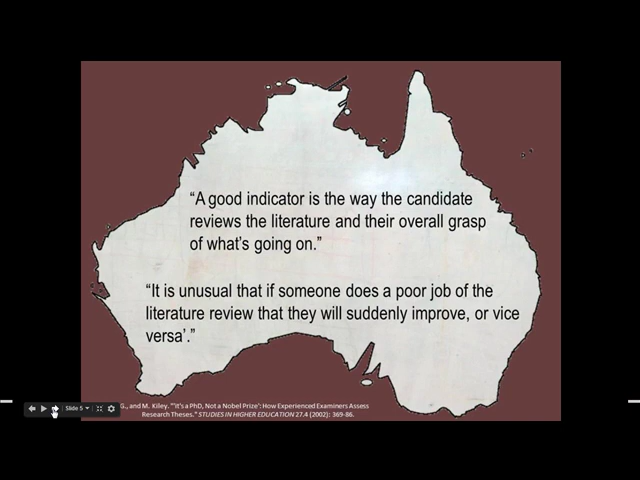 “A good indicator is the way the candidate
reviews the literature and their overall grasp
of what’s going on.”
“It is unusual that if someone does a poor job of the
literature review that they will suddenly improve, or vice
versa’.”
G., and M. Kiley. “‘It’s a PhD, Not a Nobel Prize’: How Experienced Examiners Assess
Research Theses.” STUDIES IN HIGHER EDUCATION 27.4 (2002): 369-86.
Slide 5